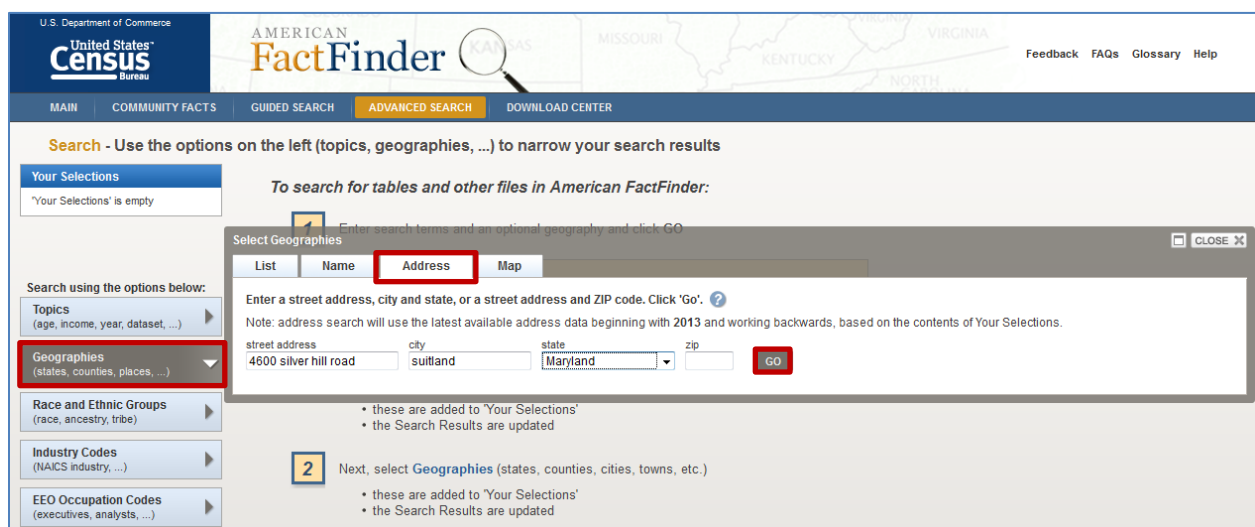 U.S. Department of Commerce
United States™
Census
Bureau
AMERICAN
FactFinder
KANSAS
MISSOURI
KENTUCKY
VIRGINIA
VIRGINIA
NORTH
CAROLINA
Feedback FAQs Glossary Help
MAIN COMMUNITY FACTS GUIDED SEARCH ADVANCED SEARCH DOWNLOAD CENTER
Search - Use the options on the left (topics, geographies, ...) to narrow your search results
Your Selections
'Your Selections' is empty
To search for tables and other files in American FactFinder:
1 Enter search terms and an optional geography and click GO
Select Geographies
CLOSE X
List Name Address Map
Enter a street address, city and state, or a street address and ZIP code. Click 'Go'. ?
Note: address search will use the latest available address data beginning with 2013 and working backwards, based on the contents of Your Selections.
street address city state zip
4600 silver hill road suitland Maryland GO
Search using the options below:
Topics
(age, income, year, dataset, ...)
Geographies
(states, counties, places, ...)
Race and Ethnic Groups
(race, ancestry, tribe)
Industry Codes
(NAICS industry, ...)
EEO Occupation Codes
(executives, analysts, ...)
• these are added to 'Your Selections'
• the Search Results are updated
2 Next, select Geographies (states, counties, cities, towns, etc.)
• these are added to 'Your Selections'
• the Search Results are updated